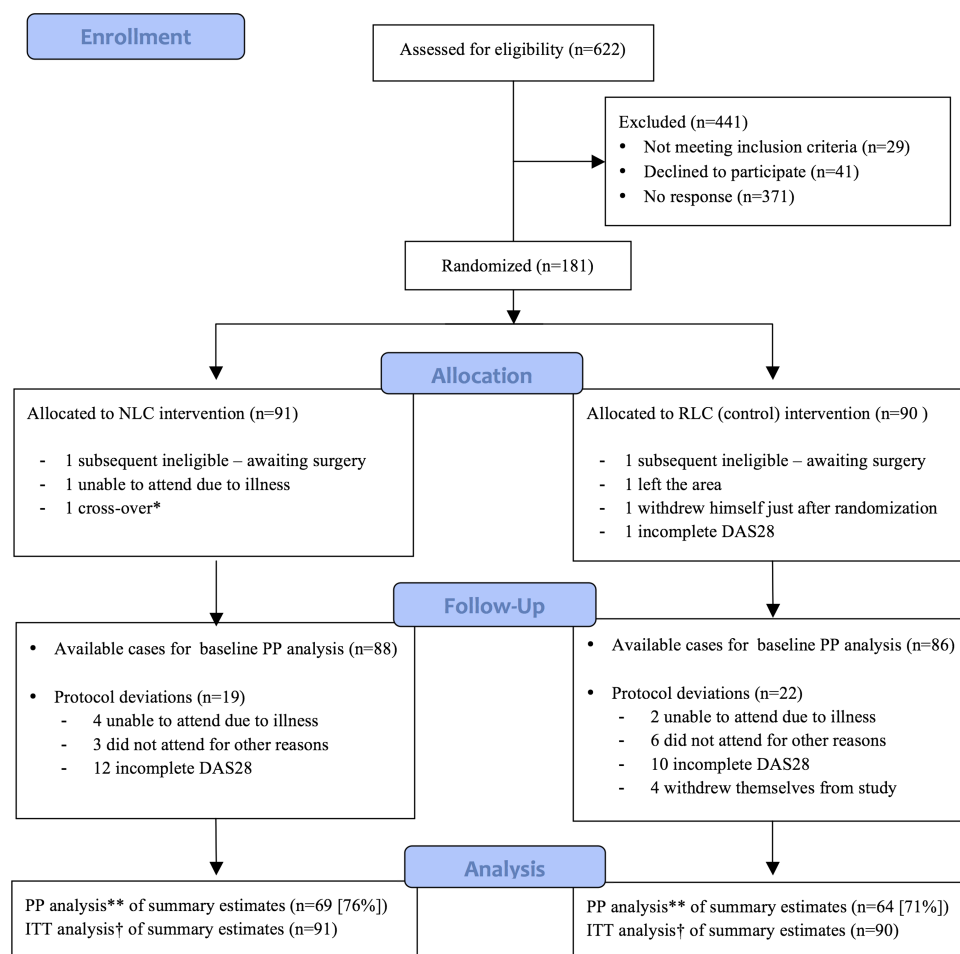 Enrollment
Assessed for eligibility (n=622)
Excluded (n=441)
• Not meeting inclusion criteria (n=29)
• Declined to participate (n=41)
• No response (n=371)
Randomized (n=181)
Allocation
Allocated to NLC intervention (n=91)
- 1 subsequent ineligible – awaiting surgery
- 1 unable to attend due to illness
- 1 cross-over*
Allocated to RLC (control) intervention (n=90 )
- 1 subsequent ineligible – awaiting surgery
- 1 left the area
- 1 withdrew himself just after randomization
- 1 incomplete DAS28
Follow-Up
• Available cases for baseline PP analysis (n=88)
• Protocol deviations (n=19)
- 4 unable to attend due to illness
- 3 did not attend for other reasons
- 12 incomplete DAS28
• Available cases for baseline PP analysis (n=86)
• Protocol deviations (n=22)
- 2 unable to attend due to illness
- 6 did not attend for other reasons
- 10 incomplete DAS28
- 4 withdrew themselves from study
Analysis
PP analysis** of summary estimates (n=69 [76%])
ITT analysis† of summary estimates (n=91)
PP analysis** of summary estimates (n=64 [71%])
ITT analysis† of summary estimates (n=90)